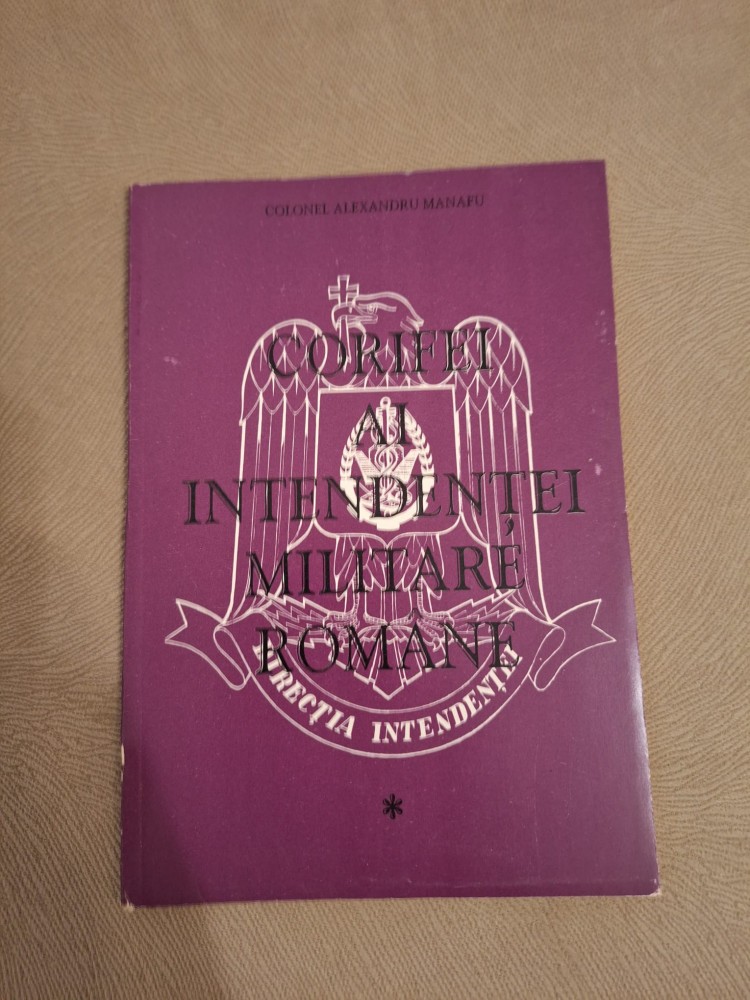 COLONEL ALEXANDRU MANAFU
CORIFEI
AI
INTENDENȚEI
MILITARE
ROMÂNE
DIRECȚIA INTENDENȚEI
*